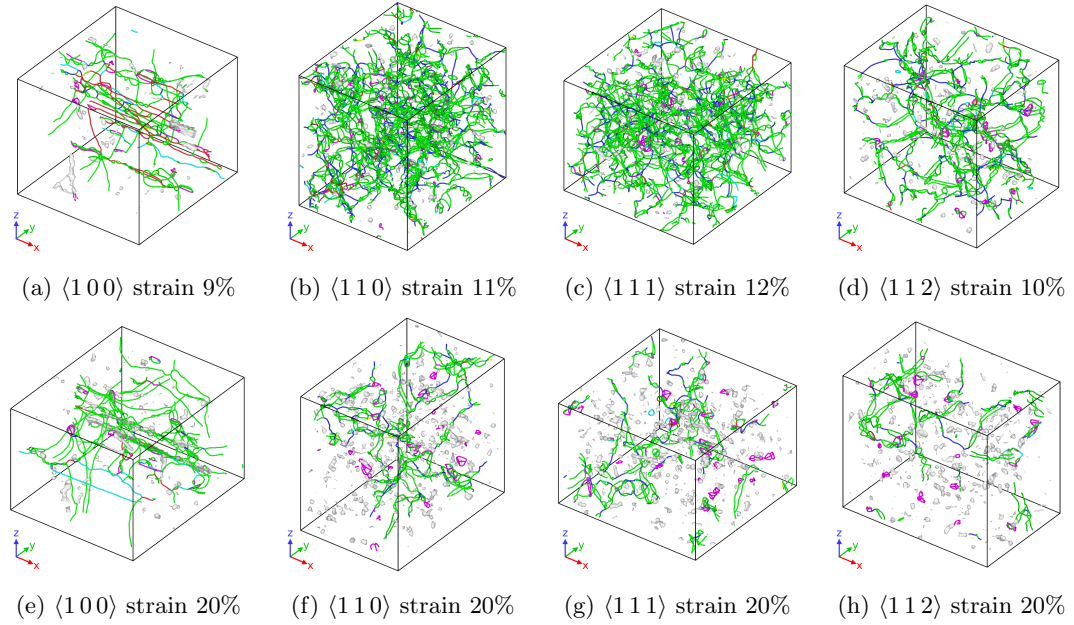 z y x
z y x
z y x
z y x
(a) ⟨1 0 0⟩ strain 9%
(b) ⟨1 1 0⟩ strain 11%
(c) ⟨1 1 1⟩ strain 12%
(d) ⟨1 1 2⟩ strain 10%
z y x
z y x
z y x
z y x
(e) ⟨1 0 0⟩ strain 20%
(f) ⟨1 1 0⟩ strain 20%
(g) ⟨1 1 1⟩ strain 20%
(h) ⟨1 1 2⟩ strain 20%